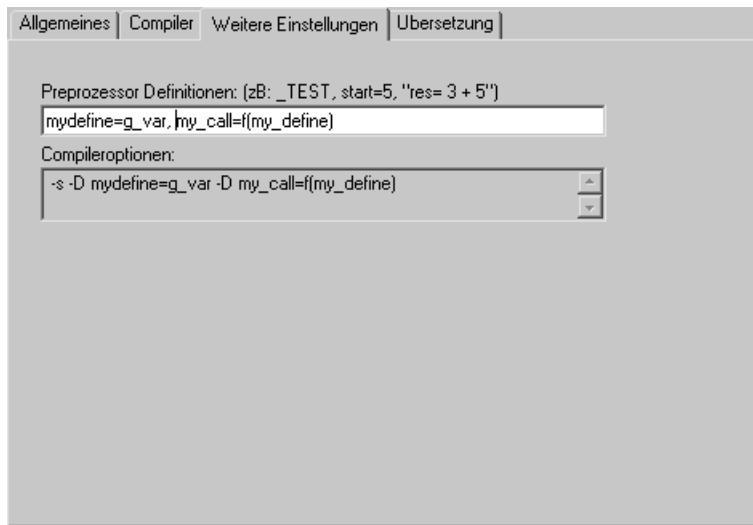 Allgemeines Compiler Weitere Einstellungen Übersetzung
Preprozessor Definitionen: (zB: _TEST, start=5, "res= 3 + 5")
mydefine=g_var, my_call=f(my_define)
Compileroptionen:
-s -D mydefine=g_var -D my_call=f(my_define)